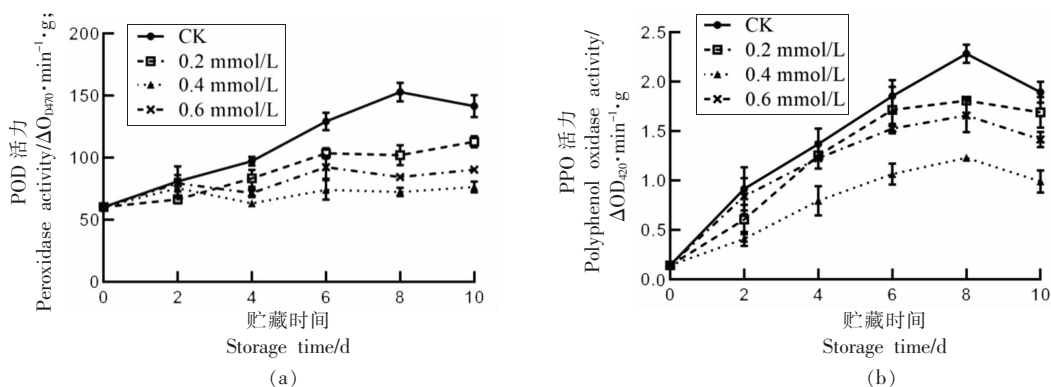 POD 活力
Peroxidase activity/ΔO_{D470}·min⁻¹·g;
200
150
100
50
0
CK
0.2 mmol/L
0.4 mmol/L
0.6 mmol/L
0 2 4 6 8 10
贮藏时间
Storage time/d
(a)
PPO 活力
Polyphenol oxidase activity/
ΔOD₄₂₀·min⁻¹·g
2.5
2.0
1.5
1.0
0.5
0.0
CK
0.2 mmol/L
0.4 mmol/L
0.6 mmol/L
0 2 4 6 8 10
贮藏时间
Storage time/d
(b)